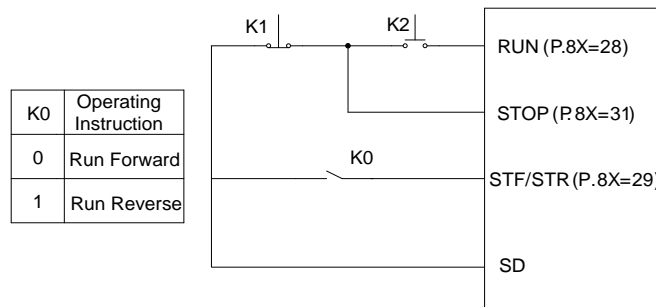 K1
K2
RUN (P.8X=28)
K0
Operating
Instruction
STOP (P.8X=31)
0
Run Forward
K0
1
Run Reverse
STF/STR (P.8X=29)
SD